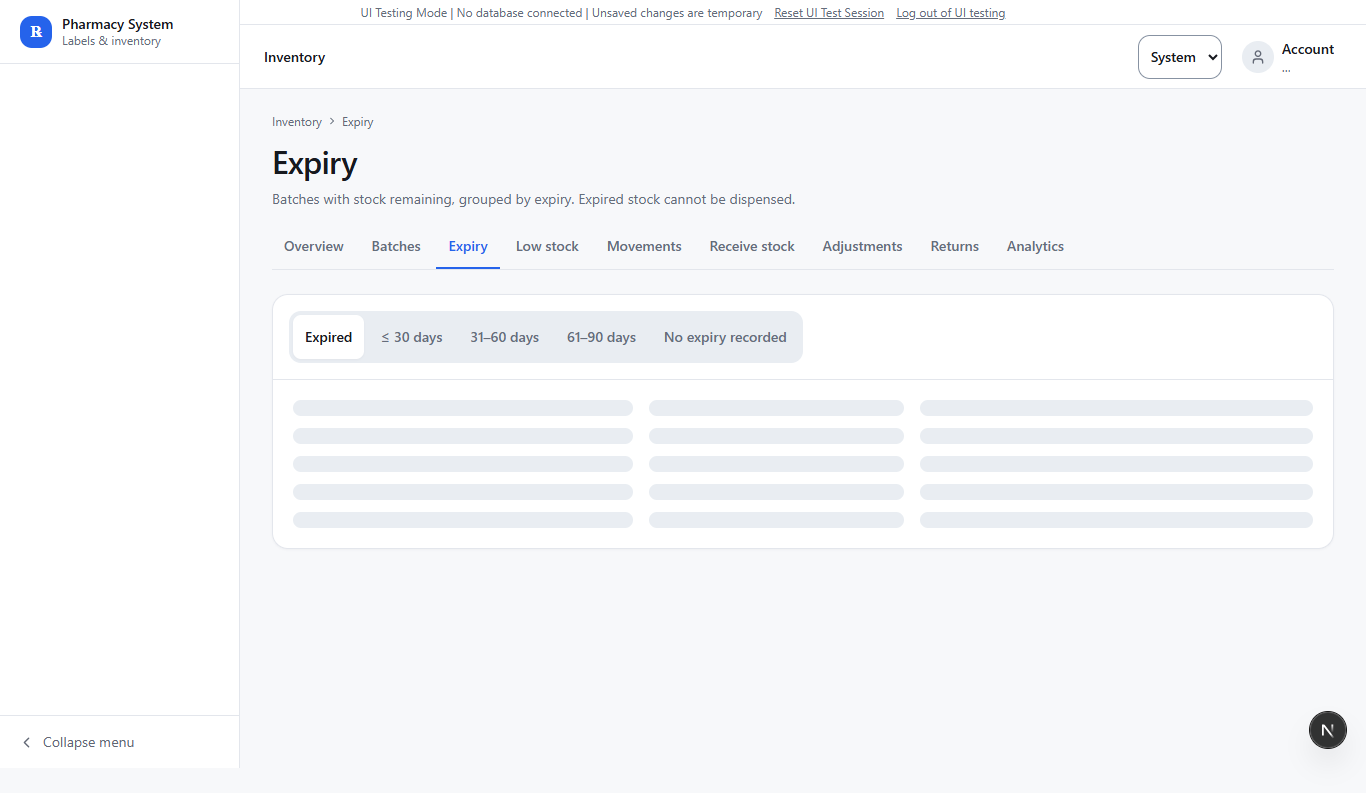 UI Testing Mode | No database connected | Unsaved changes are temporary Reset UI Test Session Log out of UI testing
℞ Pharmacy System
Labels & inventory
Inventory
System
Account
...
Inventory > Expiry
Expiry
Batches with stock remaining, grouped by expiry. Expired stock cannot be dispensed.
Overview Batches Expiry Low stock Movements Receive stock Adjustments Returns Analytics
Expired ≤ 30 days 31–60 days 61–90 days No expiry recorded
Collapse menu
N